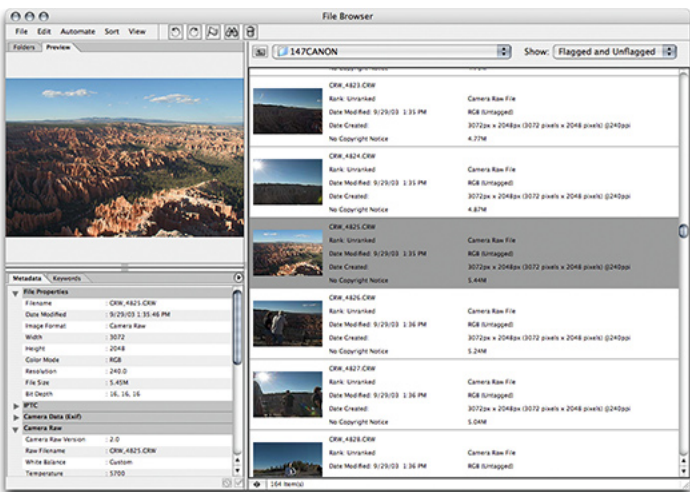 File Browser
File Edit Automate Sort View
Folders Preview
147CANON
Show: Flagged and Unflagged
No Copyright Notice
CRW_4823.CRW
Rank: Unranked Camera Raw File
Date Modified: 9/29/03 1:35 PM RGB (Untagged)
Date Created: 3072px x 2048px (3072 pixels x 2048 pixels) @240ppi
No Copyright Notice 4.77M
CRW_4824.CRW
Rank: Unranked Camera Raw File
Date Modified: 9/29/03 1:35 PM RGB (Untagged)
Date Created: 3072px x 2048px (3072 pixels x 2048 pixels) @240ppi
No Copyright Notice 4.87M
CRW_4825.CRW
Rank: Unranked Camera Raw File
Date Modified: 9/29/03 1:35 PM RGB (Untagged)
Date Created: 3072px x 2048px (3072 pixels x 2048 pixels) @240ppi
No Copyright Notice 5.44M
CRW_4826.CRW
Rank: Unranked Camera Raw File
Date Modified: 9/29/03 1:36 PM RGB (Untagged)
Date Created: 3072px x 2048px (3072 pixels x 2048 pixels) @240ppi
No Copyright Notice 5.24M
CRW_4827.CRW
Rank: Unranked Camera Raw File
Date Modified: 9/29/03 1:36 PM RGB (Untagged)
Date Created: 3072px x 2048px (3072 pixels x 2048 pixels) @240ppi
No Copyright Notice 5.04M
CRW_4828.CRW
Rank: Unranked Camera Raw File
Date Modified: 9/29/03 1:36 PM RGB (Untagged)
Metadata Keywords
File Properties
Filename : CRW_4825.CRW
Date Modified : 9/29/03 1:35:46 PM
Image Format : Camera Raw
Width : 3072
Height : 2048
Color Mode : RGB
Resolution : 240.0
File Size : 5.45M
Bit Depth : 16, 16, 16
IPTC
Camera Data (Exif)
Camera Raw
Camera Raw Version : 2.0
Raw Filename : CRW_4825.CRW
White Balance : Custom
Temperature : 5700
164 Item(s)